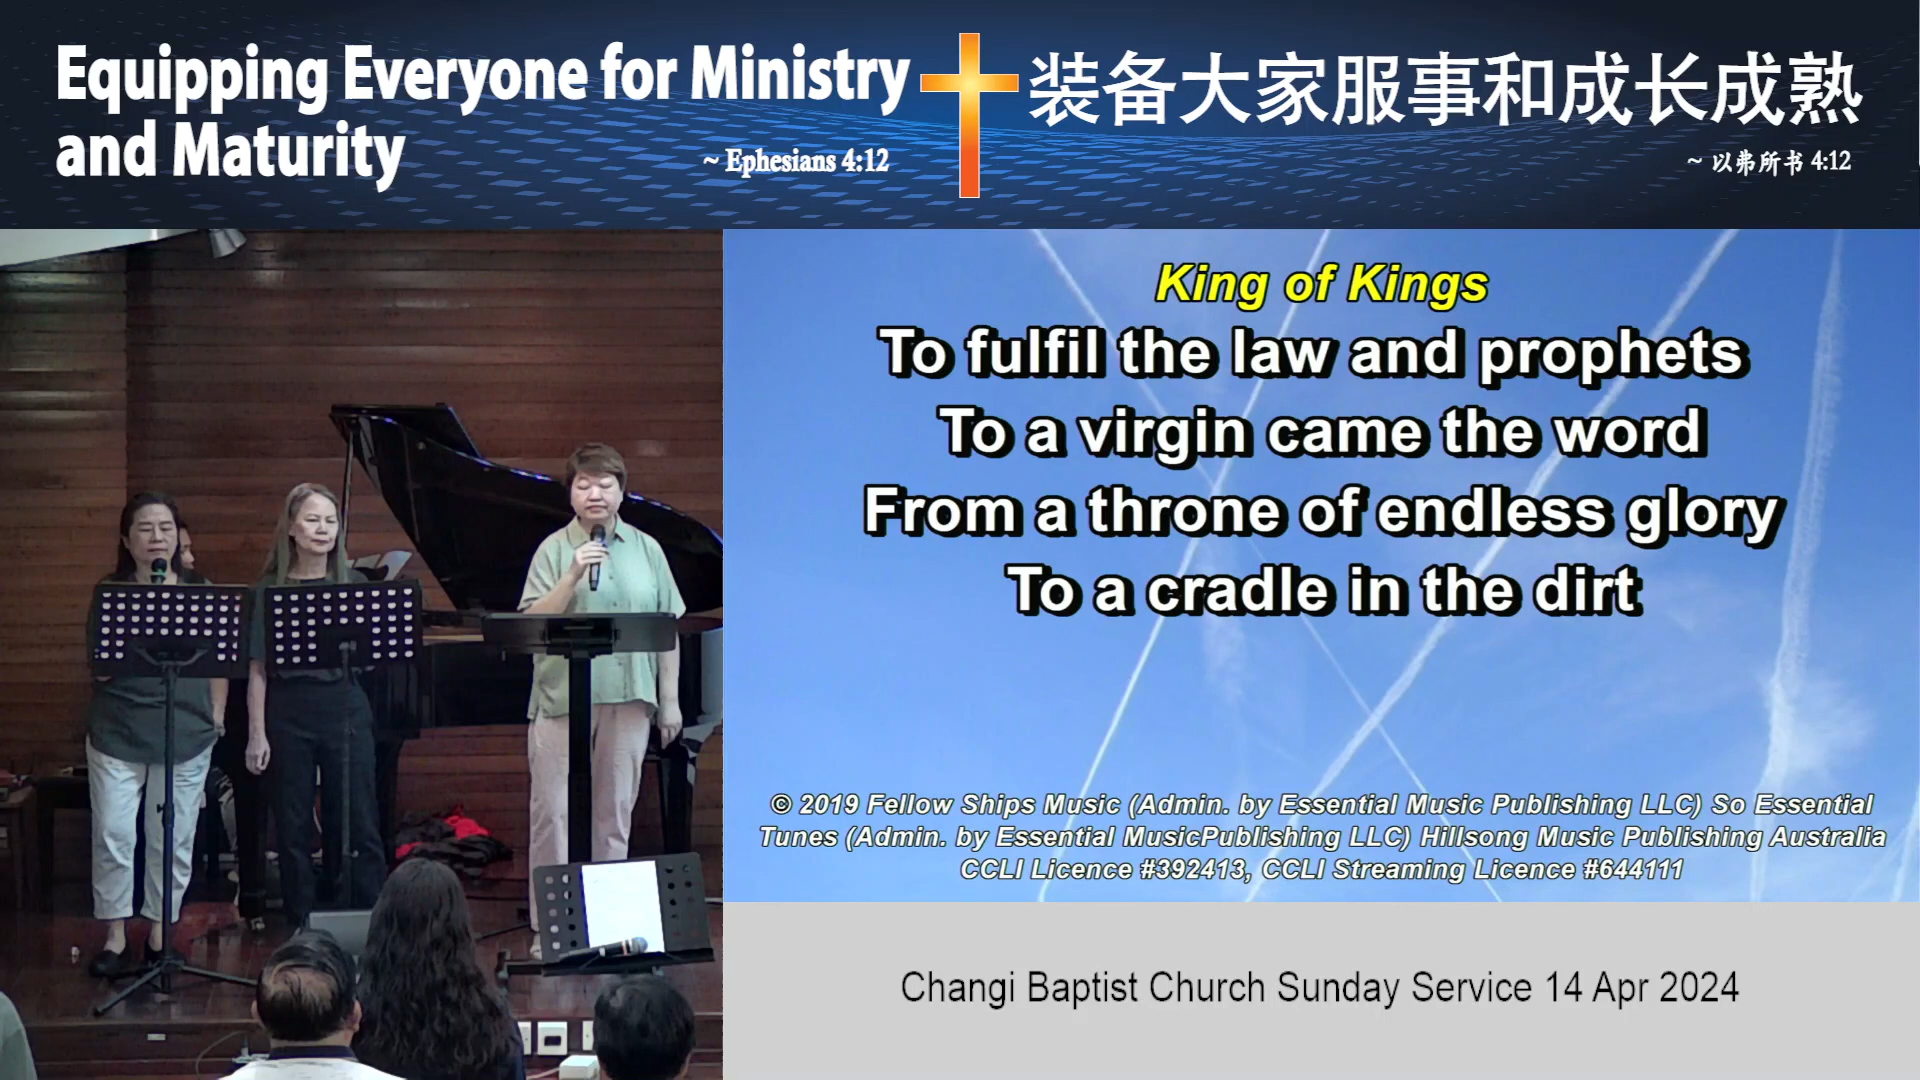 Equipping Everyone for Ministry
and Maturity
~ Ephesians 4:12
装备大家服事和成长成熟
~ 以弗所书 4:12
King of Kings
To fulfil the law and prophets
To a virgin came the word
From a throne of endless glory
To a cradle in the dirt
© 2019 Fellow Ships Music (Admin. by Essential Music Publishing LLC) So Essential
Tunes (Admin. by Essential MusicPublishing LLC) Hillsong Music Publishing Australia
CCLI Licence #392413, CCLI Streaming Licence #644111
Changi Baptist Church Sunday Service 14 Apr 2024